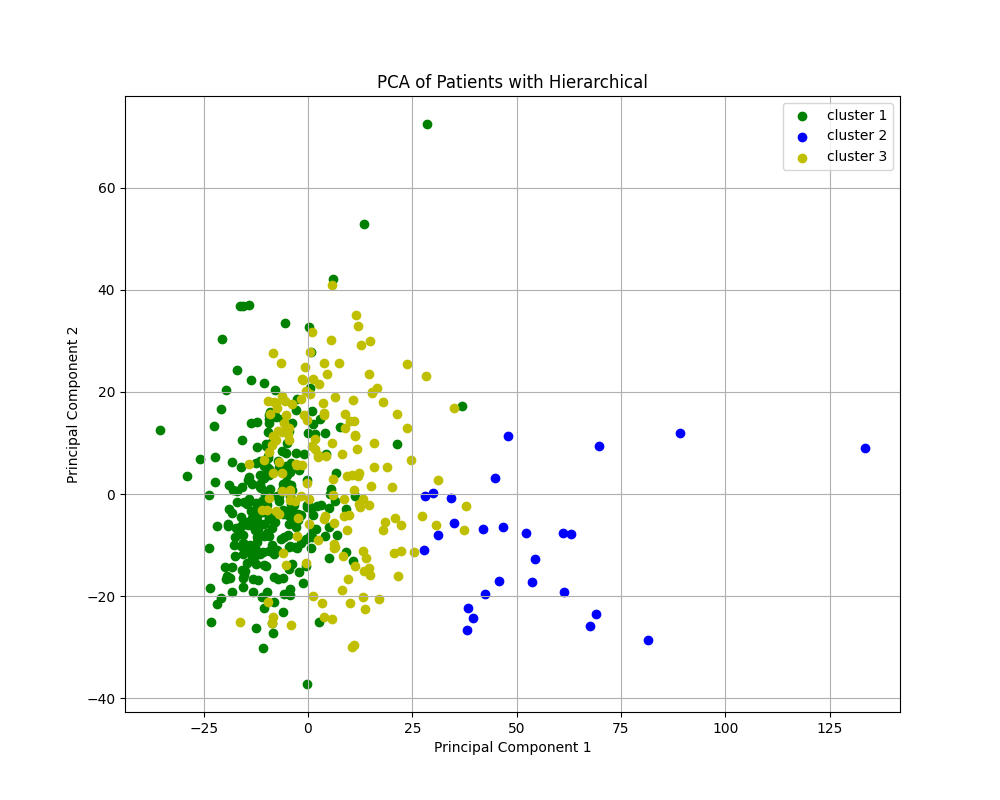 PCA of Patients with Hierarchical
cluster 1
cluster 2
cluster 3
60
40
20
0
−20
−40
Principal Component 2
−25
0
25
50
75
100
125
Principal Component 1